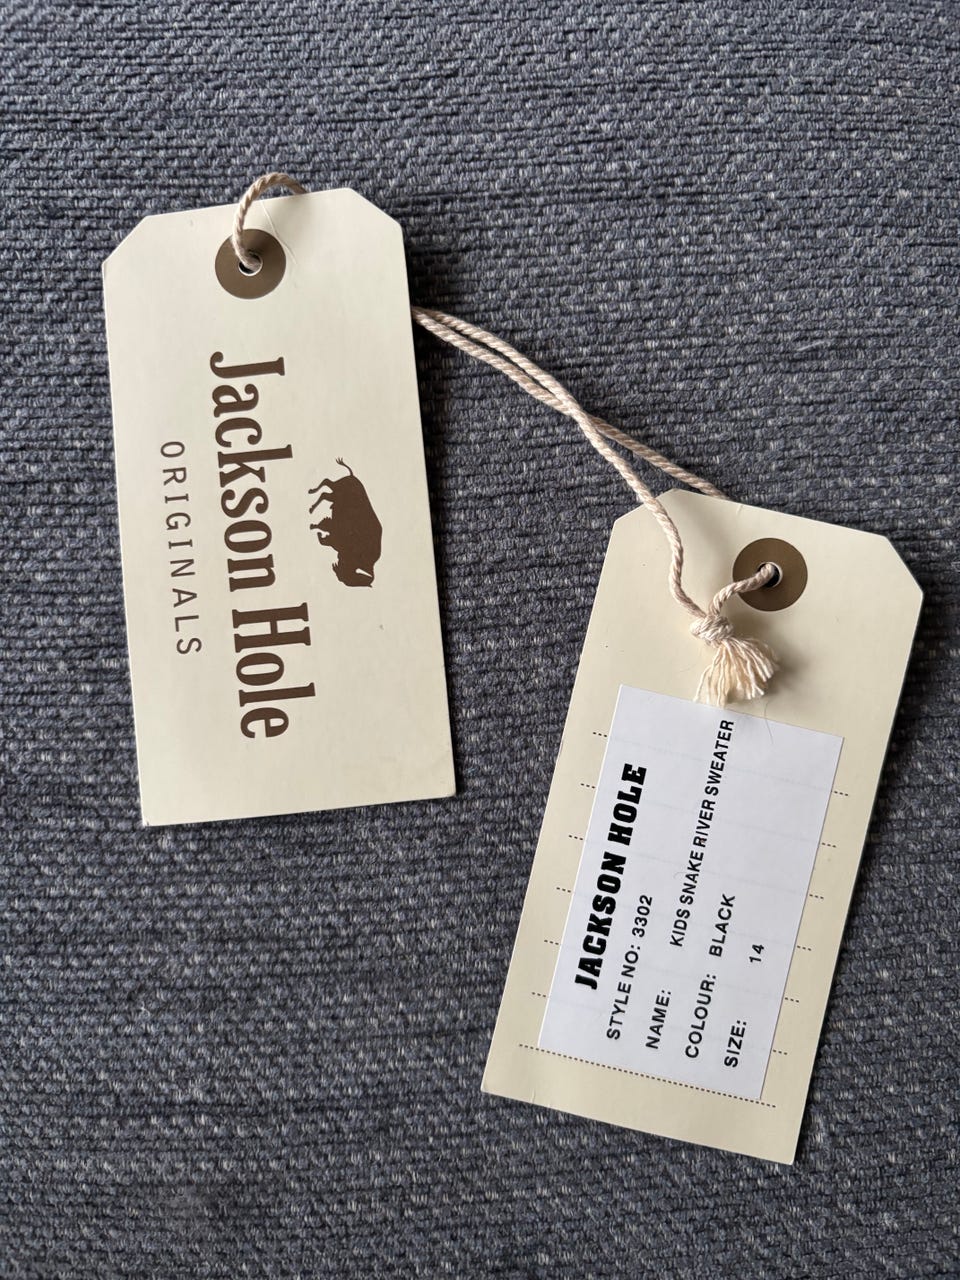 Jackson Hole
ORIGINALS
JACKSON HOLE
STYLE NO: 3302
NAME: KIDS SNAKE RIVER SWEATER
COLOUR: BLACK
SIZE: 14